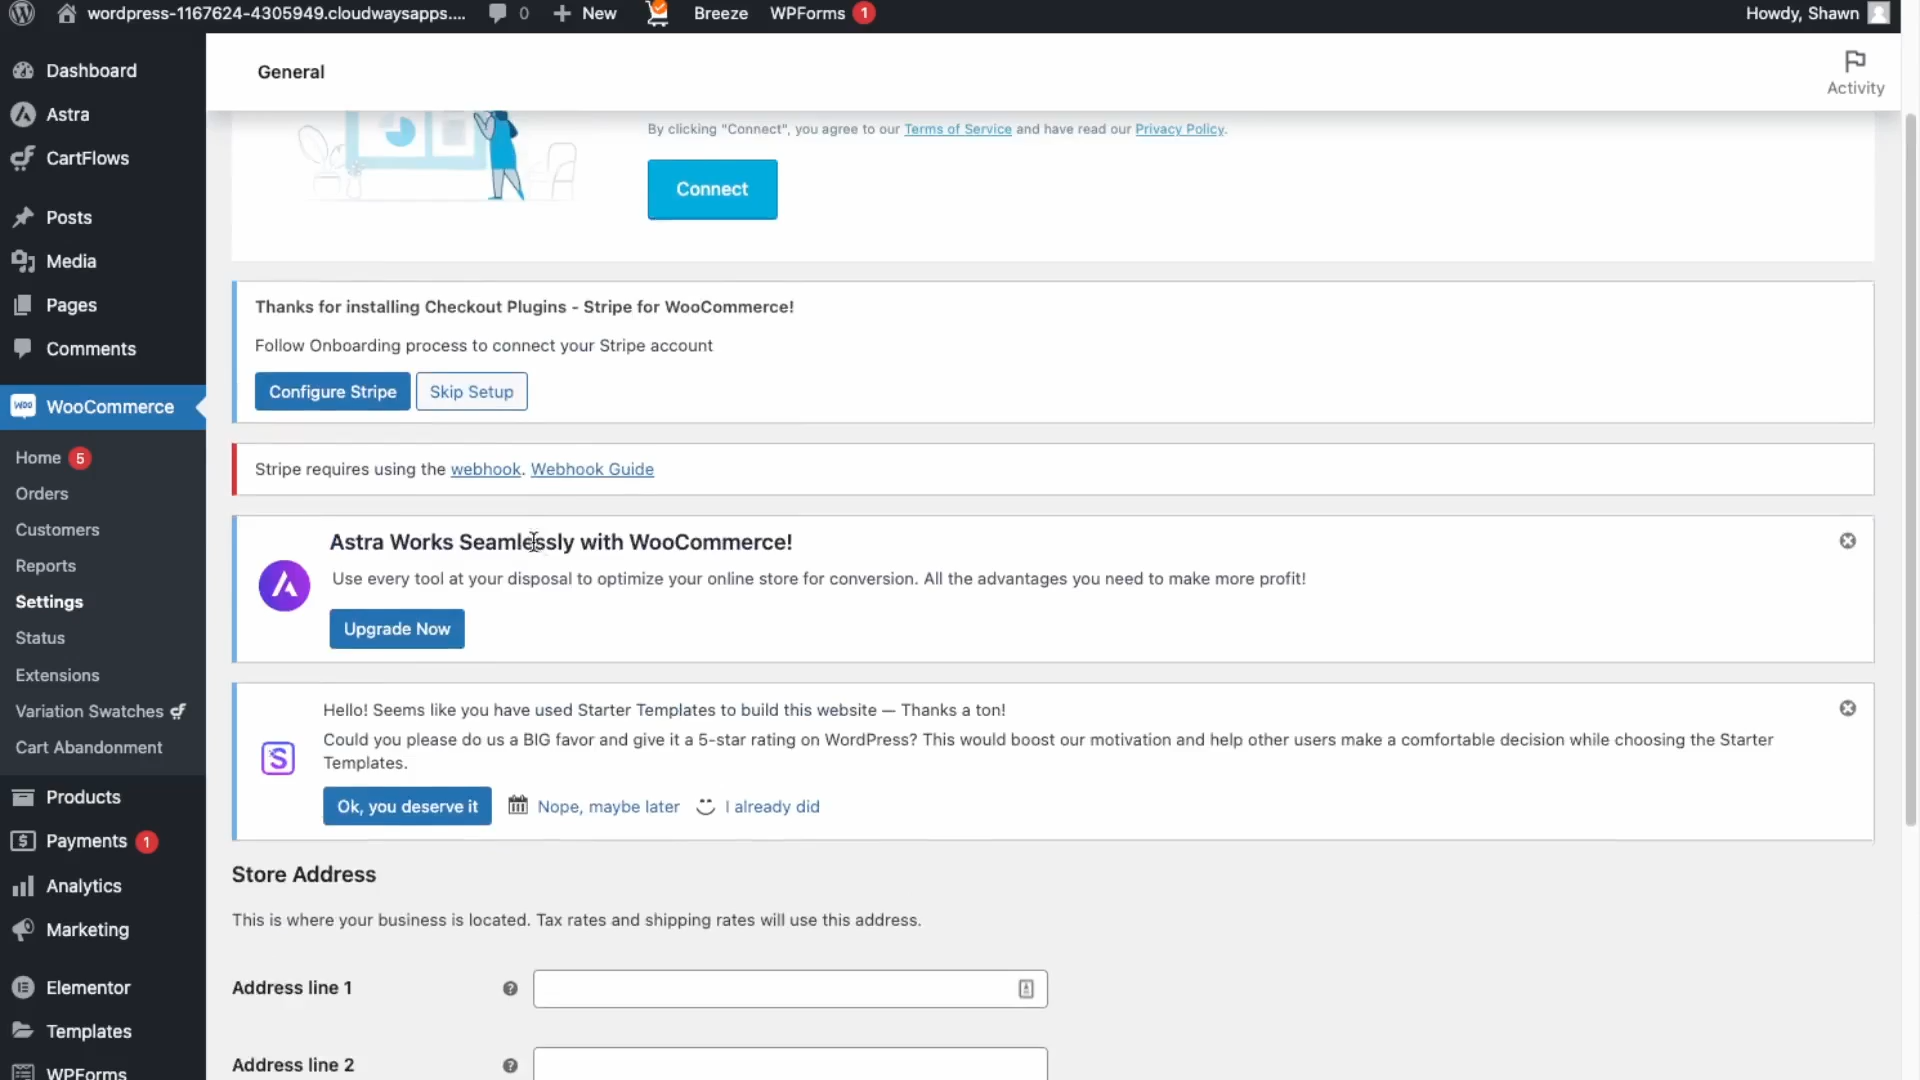 wordpress-1167624-4305949.cloudwaysapps....
0
New
Breeze
WPForms
1
Howdy, Shawn
Dashboard
Astra
CartFlows
Posts
Media
Pages
Comments
WooCommerce
Home
5
Orders
Customers
Reports
Settings
Status
Extensions
Variation Swatches
Cart Abandonment
Products
Payments
1
Analytics
Marketing
Elementor
Templates
WPForms
General
Activity
By clicking "Connect", you agree to our Terms of Service and have read our Privacy Policy.
Connect
Thanks for installing Checkout Plugins - Stripe for WooCommerce!
Follow Onboarding process to connect your Stripe account
Configure Stripe
Skip Setup
Stripe requires using the webhook. Webhook Guide
Astra Works Seamlessly with WooCommerce!
Use every tool at your disposal to optimize your online store for conversion. All the advantages you need to make more profit!
Upgrade Now
Hello! Seems like you have used Starter Templates to build this website — Thanks a ton!
Could you please do us a BIG favor and give it a 5-star rating on WordPress? This would boost our motivation and help other users make a comfortable decision while choosing the Starter
Templates.
Ok, you deserve it
Nope, maybe later
I already did
Store Address
This is where your business is located. Tax rates and shipping rates will use this address.
Address line 1
Address line 2